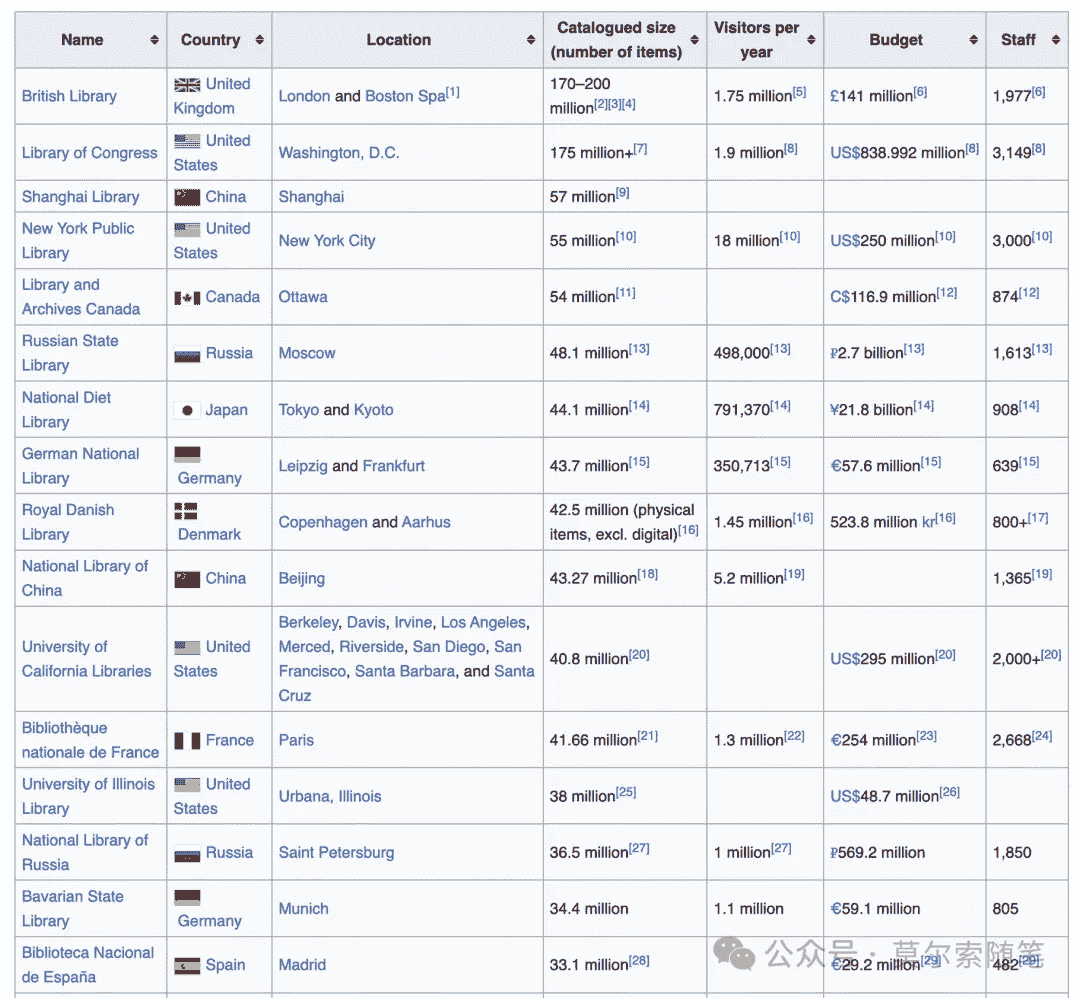 Name Country Location Catalogued size (number of items) Visitors per year Budget Staff
British Library United Kingdom London and Boston Spa[1] 170–200 million[2][3][4] 1.75 million[5] £141 million[6] 1,977[6]
Library of Congress United States Washington, D.C. 175 million+[7] 1.9 million[8] US$838.992 million[8] 3,149[8]
Shanghai Library China Shanghai 57 million[9]
New York Public Library United States New York City 55 million[10] 18 million[10] US$250 million[10] 3,000[10]
Library and Archives Canada Canada Ottawa 54 million[11] C$116.9 million[12] 874[12]
Russian State Library Russia Moscow 48.1 million[13] 498,000[13] ₽2.7 billion[13] 1,613[13]
National Diet Library Japan Tokyo and Kyoto 44.1 million[14] 791,370[14] ¥21.8 billion[14] 908[14]
German National Library Germany Leipzig and Frankfurt 43.7 million[15] 350,713[15] €57.6 million[15] 639[15]
Royal Danish Library Denmark Copenhagen and Aarhus 42.5 million (physical items, excl. digital)[16] 1.45 million[16] 523.8 million kr[16] 800+[17]
National Library of China China Beijing 43.27 million[18] 5.2 million[19] 1,365[19]
University of California Libraries United States Berkeley, Davis, Irvine, Los Angeles, Merced, Riverside, San Diego, San Francisco, Santa Barbara, and Santa Cruz 40.8 million[20] US$295 million[20] 2,000+[20]
Bibliothèque nationale de France France Paris 41.66 million[21] 1.3 million[22] €254 million[23] 2,668[24]
University of Illinois Library United States Urbana, Illinois 38 million[25] US$48.7 million[26]
National Library of Russia Russia Saint Petersburg 36.5 million[27] 1 million[27] ₽569.2 million 1,850
Bavarian State Library Germany Munich 34.4 million 1.1 million €59.1 million 805
Biblioteca Nacional de España Spain Madrid 33.1 million[28] €29.2 million[29] 482[29]
公众号 · 莫尔索随笔